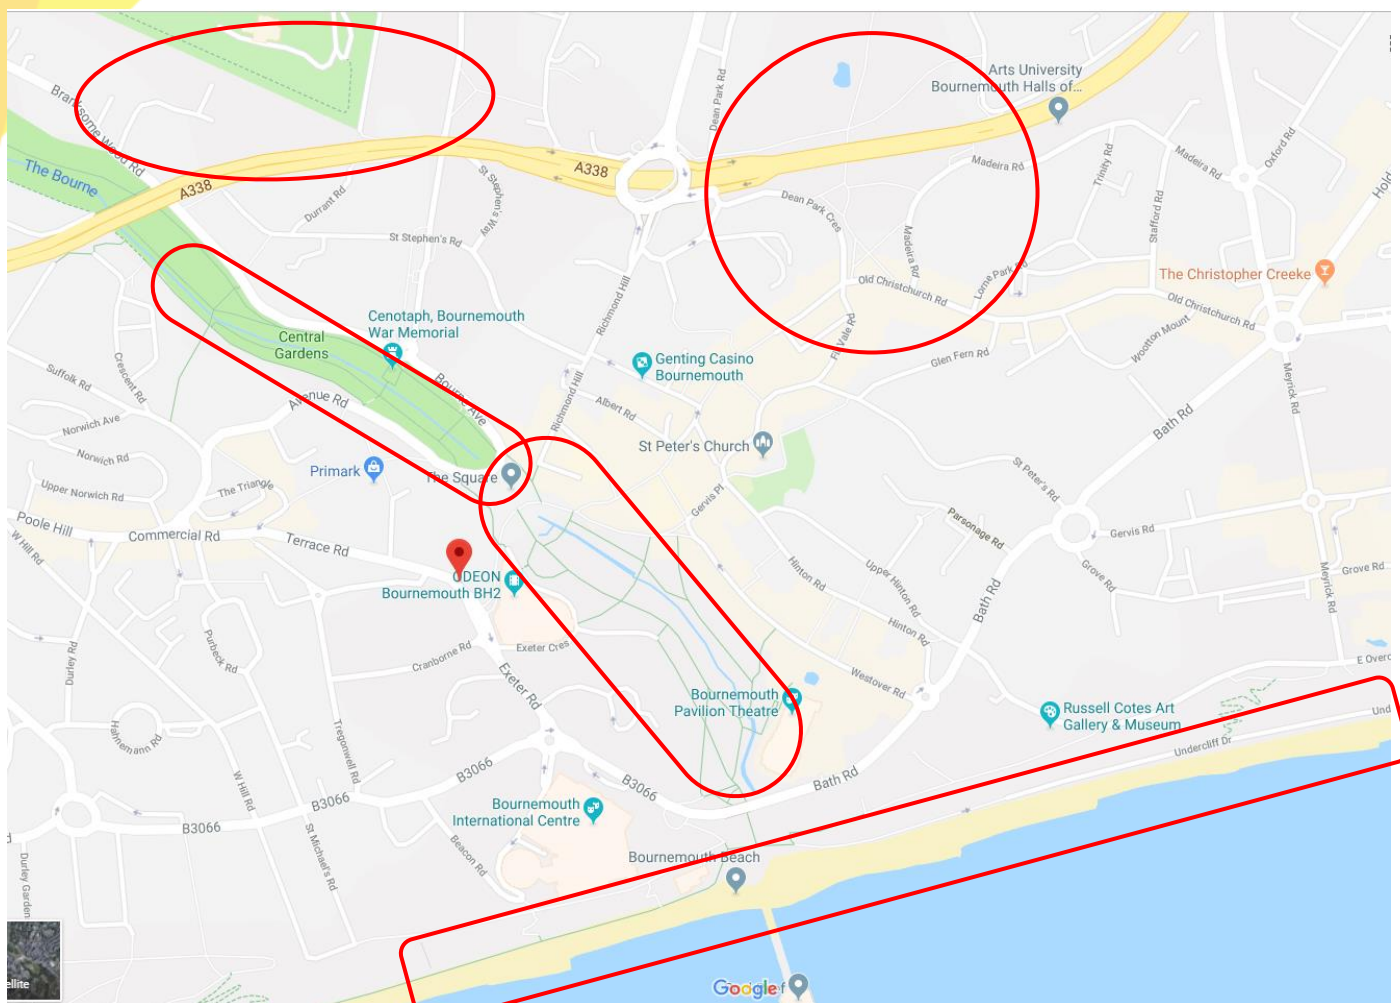 Dean Park Rd
Arts University
Bournemouth Halls of...
Branksome Wood Rd
Oxford Rd
A338
Madeira Rd
Trinity Rd
Madeira Rd
The Bourne
A338
St Stephen's Way
Durrant Rd
Dean Park Cres
Stafford Rd
St Stephen's Rd
Madeira Rd
Lorne Park Rd
The Christopher Creeke
Old Christchurch Rd
Old Christchurch Rd
Richmond Hill
Cenotaph, Bournemouth
War Memorial
Central
Gardens
Wootton Mount
Genting Casino
Bournemouth
Glen Fern Rd
Suffolk Rd
Crescent Rd
Bourne Ave
Richmond Hill
Meyrick Rd
Avenue Rd
Albert Rd
Norwich Ave
Bath Rd
St Peter's Church
Norwich Rd
Primark
The Square
St Peter's Rd
Upper Norwich Rd
The Triangle
Gervis Pl
Poole Hill
Commercial Rd
Terrace Rd
Parsonage Rd
Gervis Rd
W Hill Rd
ODEON
Bournemouth BH2
Hinton Rd
Upper Hinton Rd
Grove Rd
Grove Rd
Meyrick Rd
Bath Rd
Hinton Rd
Durley Rd
Purbeck Rd
Cranborne Rd
Exeter Cres
Exeter Rd
Westover Rd
Bournemouth
Pavilion Theatre
Russell Cotes Art
Gallery & Museum
Und
Hahnemann Rd
Tregonwell Rd
Undercliff Dr
W Hill Rd
B3066
B3066
B3066
Bath Rd
B3066
Bournemouth
International Centre
St Michael's Rd
Beacon Rd
Bournemouth Beach
Durley Garden
ellite
Google